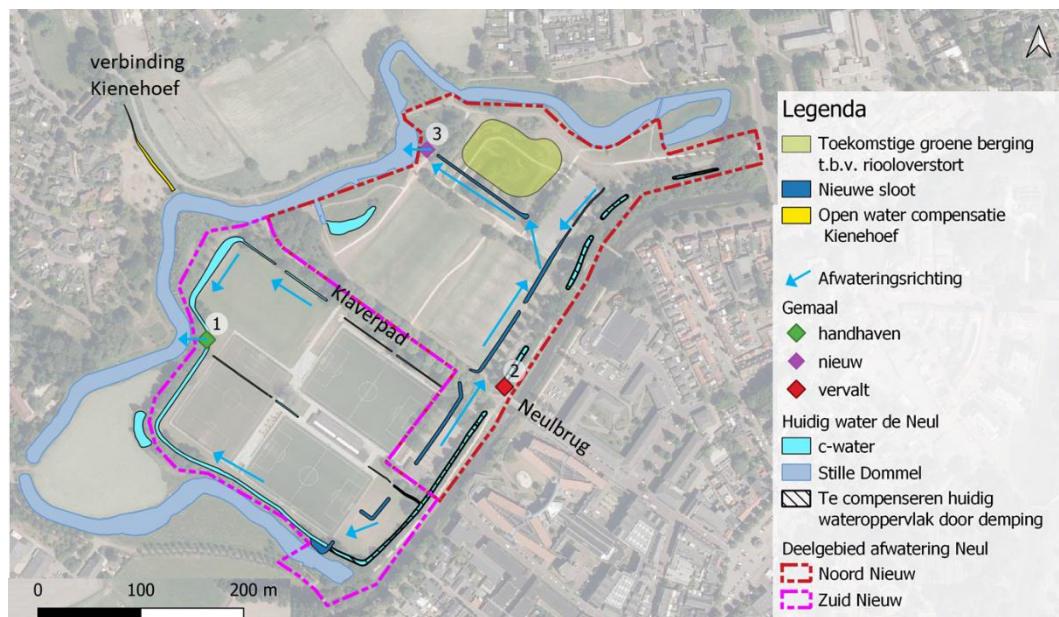 verbinding
Kienehoef
3
1
Klaverpad
2
Neulbrug
0 100 200 m
Legenda
Toekomstige groene berging
t.b.v. riooloverstort
Nieuwe sloot
Open water compensatie
Kienehoef
Afwateringsrichting
Gemaal
handhaven
nieuw
vervalt
Huidig water de Neul
c-water
Stille Dommel
Te compenseren huidig
wateroppervlak door demping
Deelgebied afwatering Neul
Noord Nieuw
Zuid Nieuw